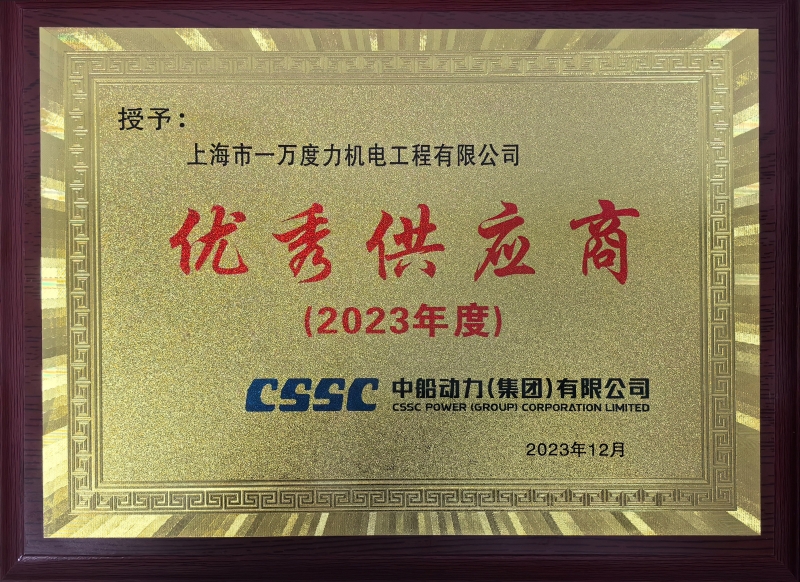 授予：
上海市一万度力机电工程有限公司
优秀供应商
(2023年度)
CSSC 中船动力(集团)有限公司
CSSC POWER (GROUP) CORPORATION LIMITED
2023年12月